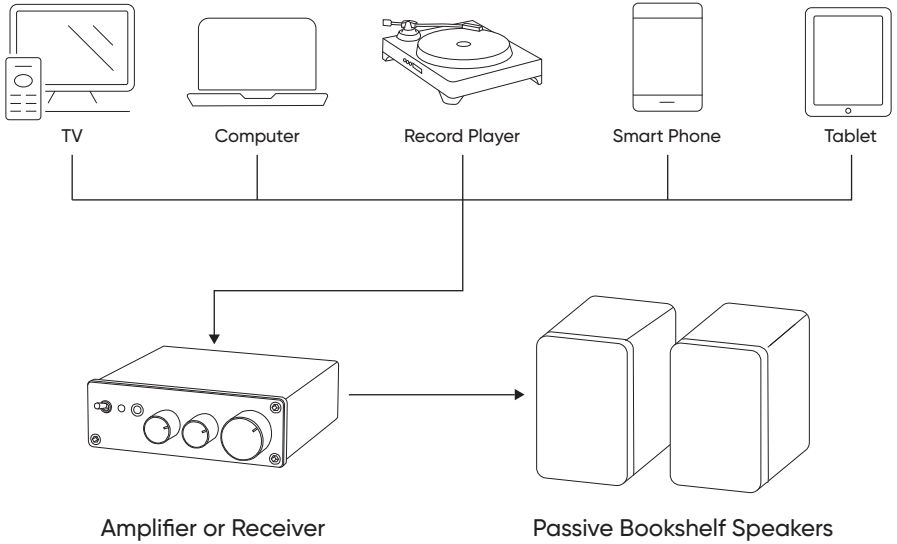 TV
Computer
Record Player
Smart Phone
Tablet
Amplifier or Receiver
Passive Bookshelf Speakers